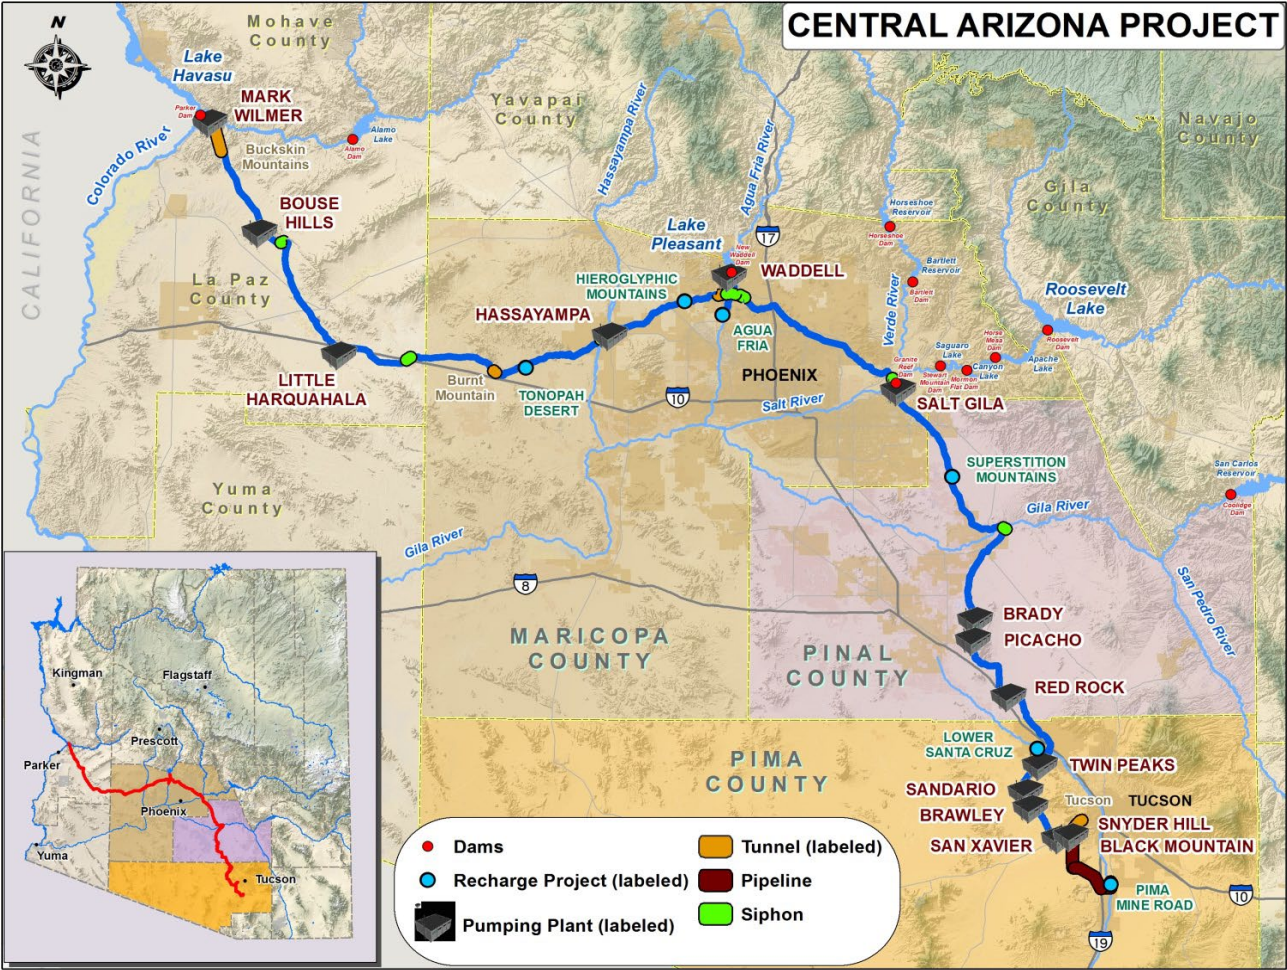 CENTRAL ARIZONA PROJECT
N
Mohave
County
Lake
Havasu
Parker
Dam
MARK
WILMER
Colorado River
CALIFORNIA
Buckskin
Mountains
Alamo
Lake
Alamo
Dam
Yavapai
County
Hassayampa River
Agua Fria River
Navajo
County
Gila
County
BOUSE
HILLS
La Paz
County
Lake
Pleasant
New
Waddell
Dam
17
WADDELL
HIEROGLYPHIC
MOUNTAINS
HASSAYAMPA
AGUA
FRIA
Horseshoe
Reservoir
Horseshoe
Dam
Bartlett
Reservoir
Bartlett
Dam
Verde River
Roosevelt
Lake
Roosevelt
Dam
Horse
Mesa
Dam
Saguaro
Lake
Canyon
Lake
Apache
Lake
Granite
Reef
Dam
Stewart
Mountain
Dam
Mormon
Flat Dam
LITTLE
HARQUAHALA
Burnt
Mountain
TONOPAH
DESERT
10
PHOENIX
Salt River
SALT GILA
SUPERSTITION
MOUNTAINS
San Carlos
Reservoir
Coolidge
Dam
Gila River
Yuma
County
Gila River
8
San Pedro River
MARICOPA
COUNTY
PINAL
COUNTY
BRADY
PICACHO
RED ROCK
PIMA
COUNTY
LOWER
SANTA CRUZ
TWIN PEAKS
SANDARIO
BRAWLEY
Tucson
TUCSON
SNYDER HILL
SAN XAVIER
BLACK MOUNTAIN
PIMA
MINE ROAD
10
19
Kingman
Flagstaff
Prescott
Parker
Phoenix
Yuma
Tucson
Dams
Recharge Project (labeled)
Pumping Plant (labeled)
Tunnel (labeled)
Pipeline
Siphon